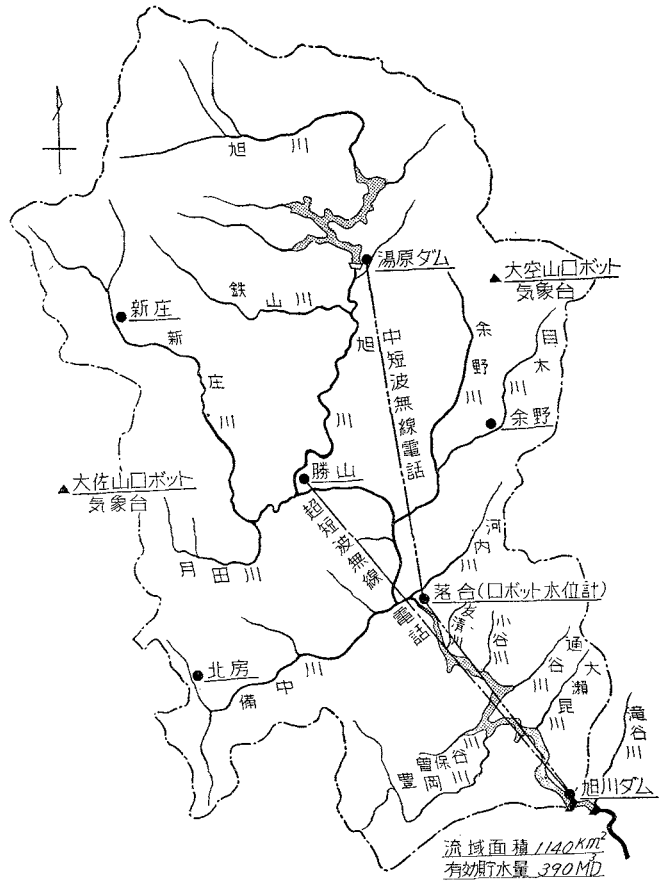 旭川
湯原ダム
大空山ロボット
気象台
鉄山川
新庄
新庄川
旭川
中短波無線電話
余野川
目木川
余野
勝山
大佐山ロボット
気象台
超短波無線電話
河内川
月田川
落合(ロボット水位計)
友清川
小谷川
通谷川
大瀬毘川
北房
備中川
滝谷川
曽保谷川
豊岡川
旭川ダム
流域面積 1140km²
有効貯水量 390MD³